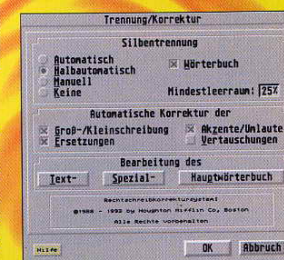 Trennung/Korrektur
Silbentrennung
Automatisch
Halbautomatisch
Wörterbuch
Manuell
Keine
Mindestleerraum: 25%
Automatische Korrektur der
Groß-/Kleinschreibung
Akzente/Umlaute
Ersetzungen
Vertauschungen
Bearbeitung des
Text-
Spezial-
Hauptwörterbuch
Rechtschreibkorrektursystem
©1988 - 1993 by Houghton Mifflin Co, Boston
Alle Rechte vorbehalten
Hilfe
OK
Abbruch